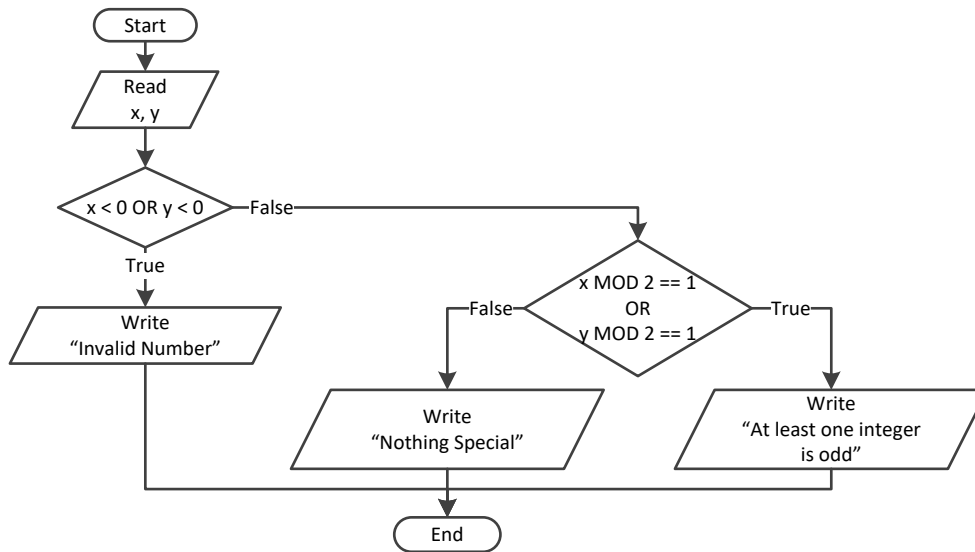 Start
Read
x, y
x < 0 OR y < 0
False
True
Write
“Invalid Number”
x MOD 2 == 1
OR
y MOD 2 == 1
False
True
Write
“Nothing Special”
Write
“At least one integer
is odd”
End